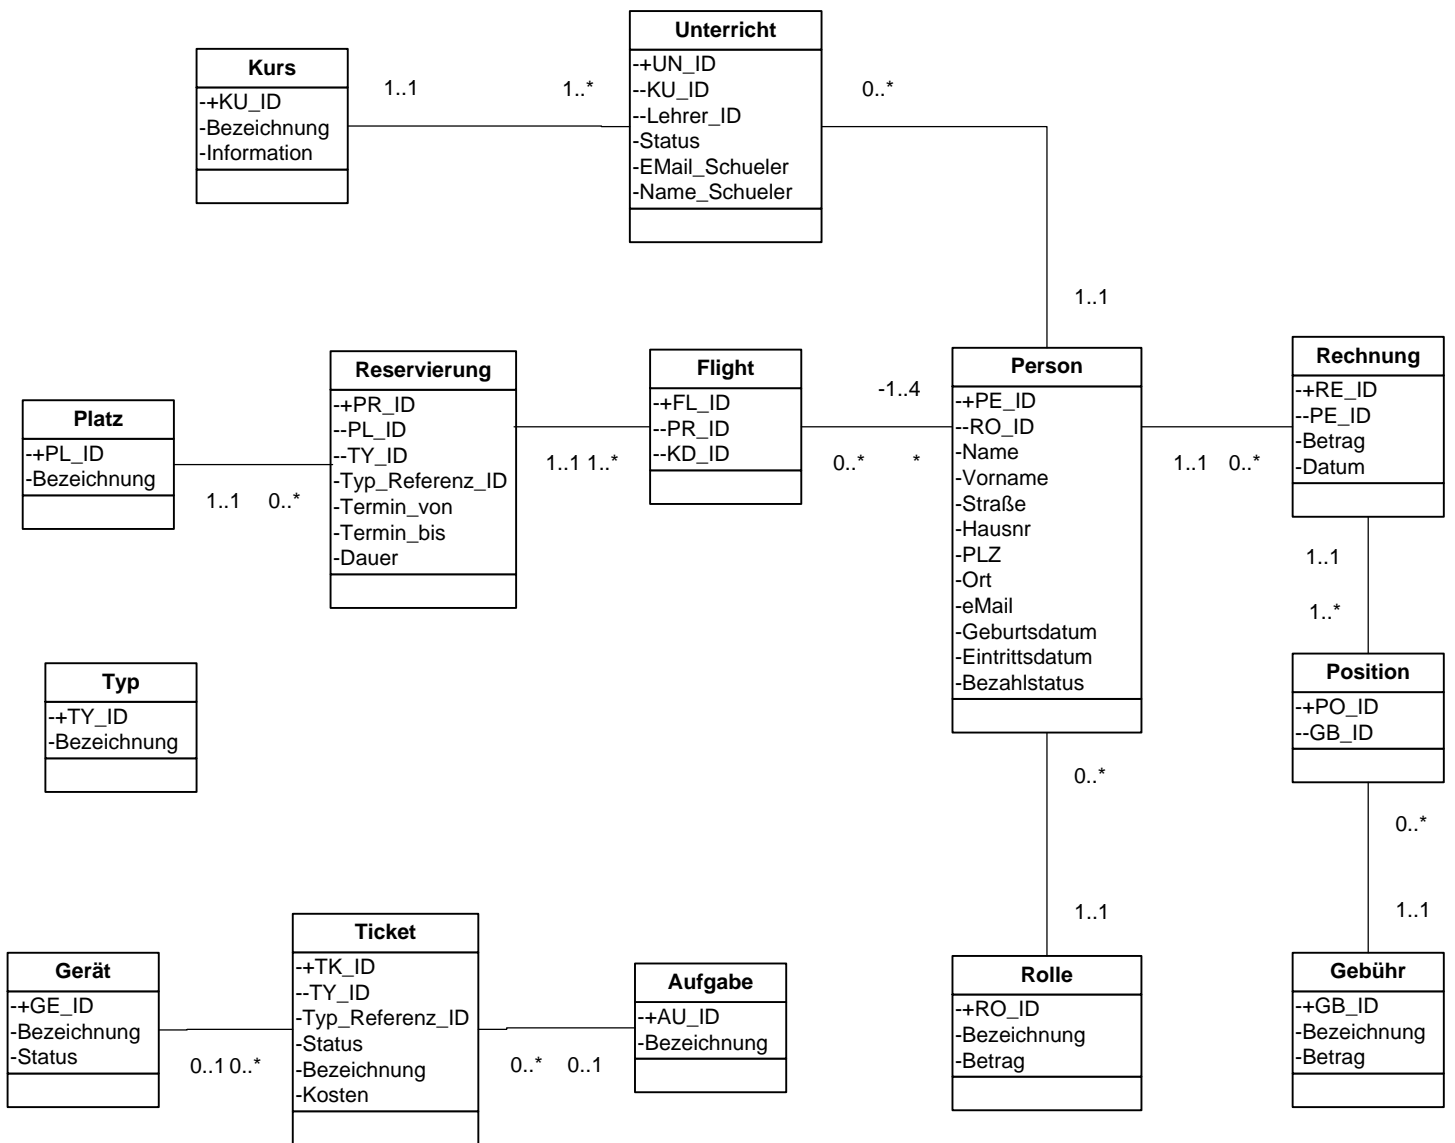 Unterricht
-+UN_ID
--KU_ID
--Lehrer_ID
-Status
-EMail_Schueler
-Name_Schueler
Kurs
-+KU_ID
-Bezeichnung
-Information
1..1
1..*
0..*
1..1
Reservierung
-+PR_ID
--PL_ID
--TY_ID
-Typ_Referenz_ID
-Termin_von
-Termin_bis
-Dauer
Flight
-+FL_ID
--PR_ID
--KD_ID
Person
-+PE_ID
--RO_ID
-Name
-Vorname
-Straße
-Hausnr
-PLZ
-Ort
-eMail
-Geburtsdatum
-Eintrittsdatum
-Bezahlstatus
Rechnung
-+RE_ID
--PE_ID
-Betrag
-Datum
Platz
-+PL_ID
-Bezeichnung
1..1 0..*
1..1 1..*
-1..4
0..* *
1..1 0..*
1..1
1..*
Typ
-+TY_ID
-Bezeichnung
Position
-+PO_ID
--GB_ID
0..*
0..*
1..1
1..1
Gerät
-+GE_ID
-Bezeichnung
-Status
Ticket
-+TK_ID
--TY_ID
-Typ_Referenz_ID
-Status
-Bezeichnung
-Kosten
Aufgabe
-+AU_ID
-Bezeichnung
Rolle
-+RO_ID
-Bezeichnung
-Betrag
Gebühr
-+GB_ID
-Bezeichnung
-Betrag
0..1 0..*
0..* 0..1